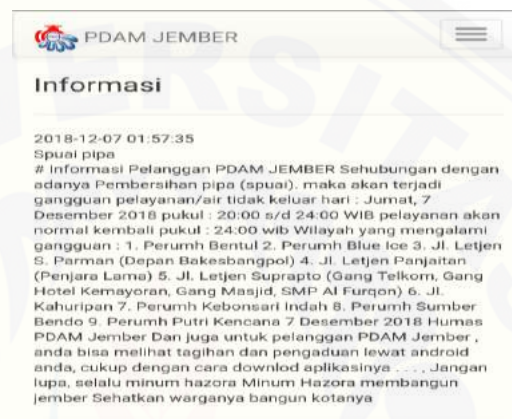 PDAM JEMBER
Informasi
2018-12-07 01:57:35
Spuai pipa
# Informasi Pelanggan PDAM JEMBER Sehubungan dengan
adanya Pembersihan pipa (spuai). maka akan terjadi
gangguan pelayanan/air tidak keluar hari : Jumat, 7
Desember 2018 pukul : 20:00 s/d 24:00 WIB pelayanan akan
normal kembali pukul : 24:00 wib Wilayah yang mengalami
gangguan : 1. Perumh Bentul 2. Perumh Blue Ice 3. Jl. Letjen
S. Parman (Depan Bakesbangpol) 4. Jl. Letjen Panjaitan
(Penjara Lama) 5. Jl. Letjen Suprapto (Gang Telkom, Gang
Hotel Kemayoran, Gang Masjid, SMP Al Furqon) 6. Jl.
Kahuripan 7. Perumh Kebonsari Indah 8. Perumh Sumber
Bendo 9. Perumh Putri Kencana 7 Desember 2018 Humas
PDAM Jember Dan juga untuk pelanggan PDAM Jember ,
anda bisa melihat tagihan dan pengaduan lewat android
anda, cukup dengan cara downlod aplikasinya . . . , Jangan
lupa, selalu minum hazora Minum Hazora membangun
jember Sehatkan warganya bangun kotanya